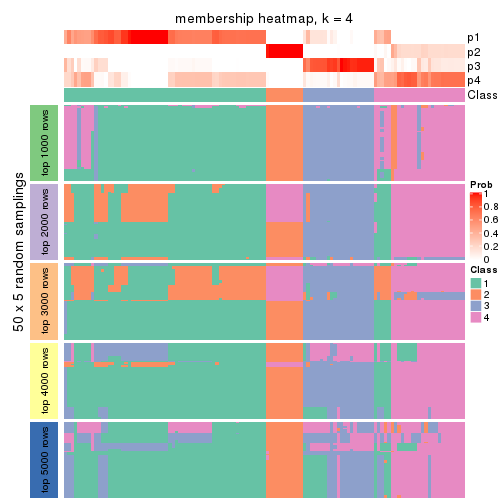 membership heatmap, k = 4
p1
p2
p3
p4
Class
50 x 5 random samplings
top 1000 rows
top 2000 rows
top 3000 rows
top 4000 rows
top 5000 rows
Prob
1
0.8
0.6
0.4
0.2
0
Class
1
2
3
4